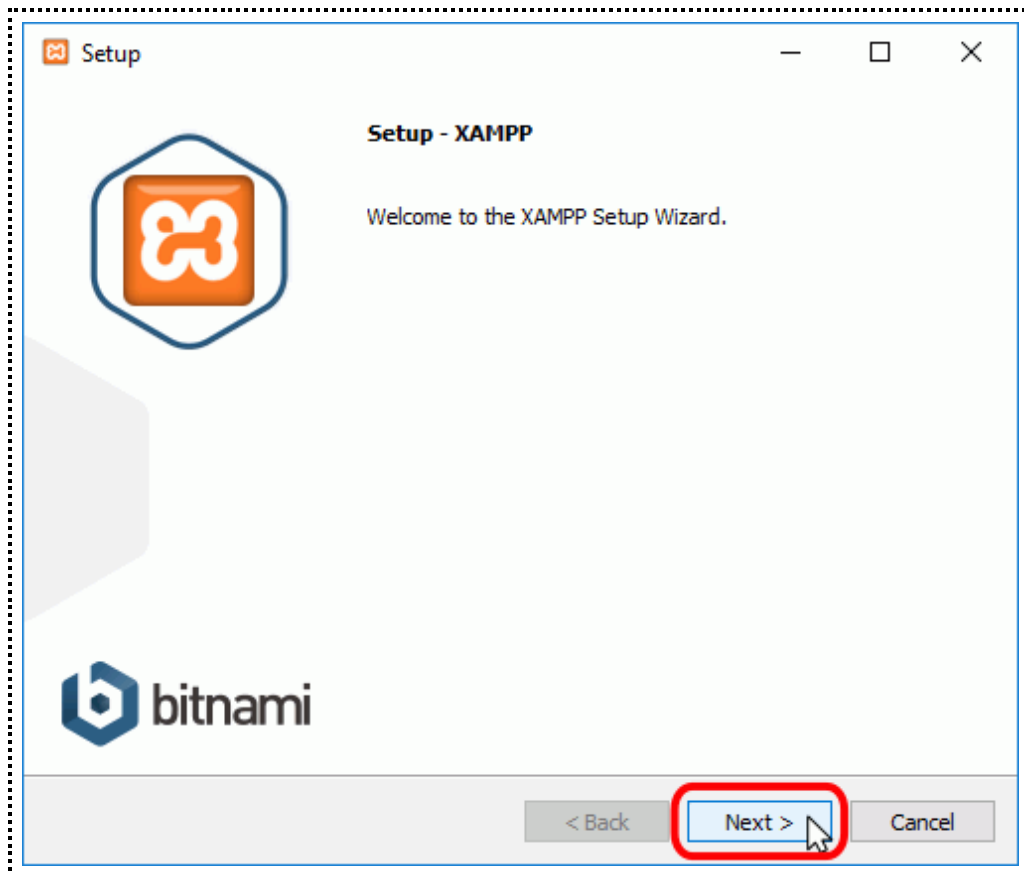 Setup
Setup - XAMPP
Welcome to the XAMPP Setup Wizard.
bitnami
< Back
Next >
Cancel